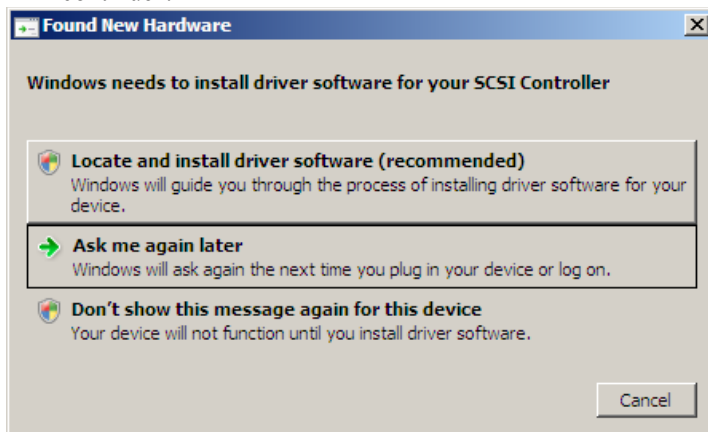 Found New Hardware
Windows needs to install driver software for your SCSI Controller
Locate and install driver software (recommended)
Windows will guide you through the process of installing driver software for your
device.
Ask me again later
Windows will ask again the next time you plug in your device or log on.
Don't show this message again for this device
Your device will not function until you install driver software.
Cancel